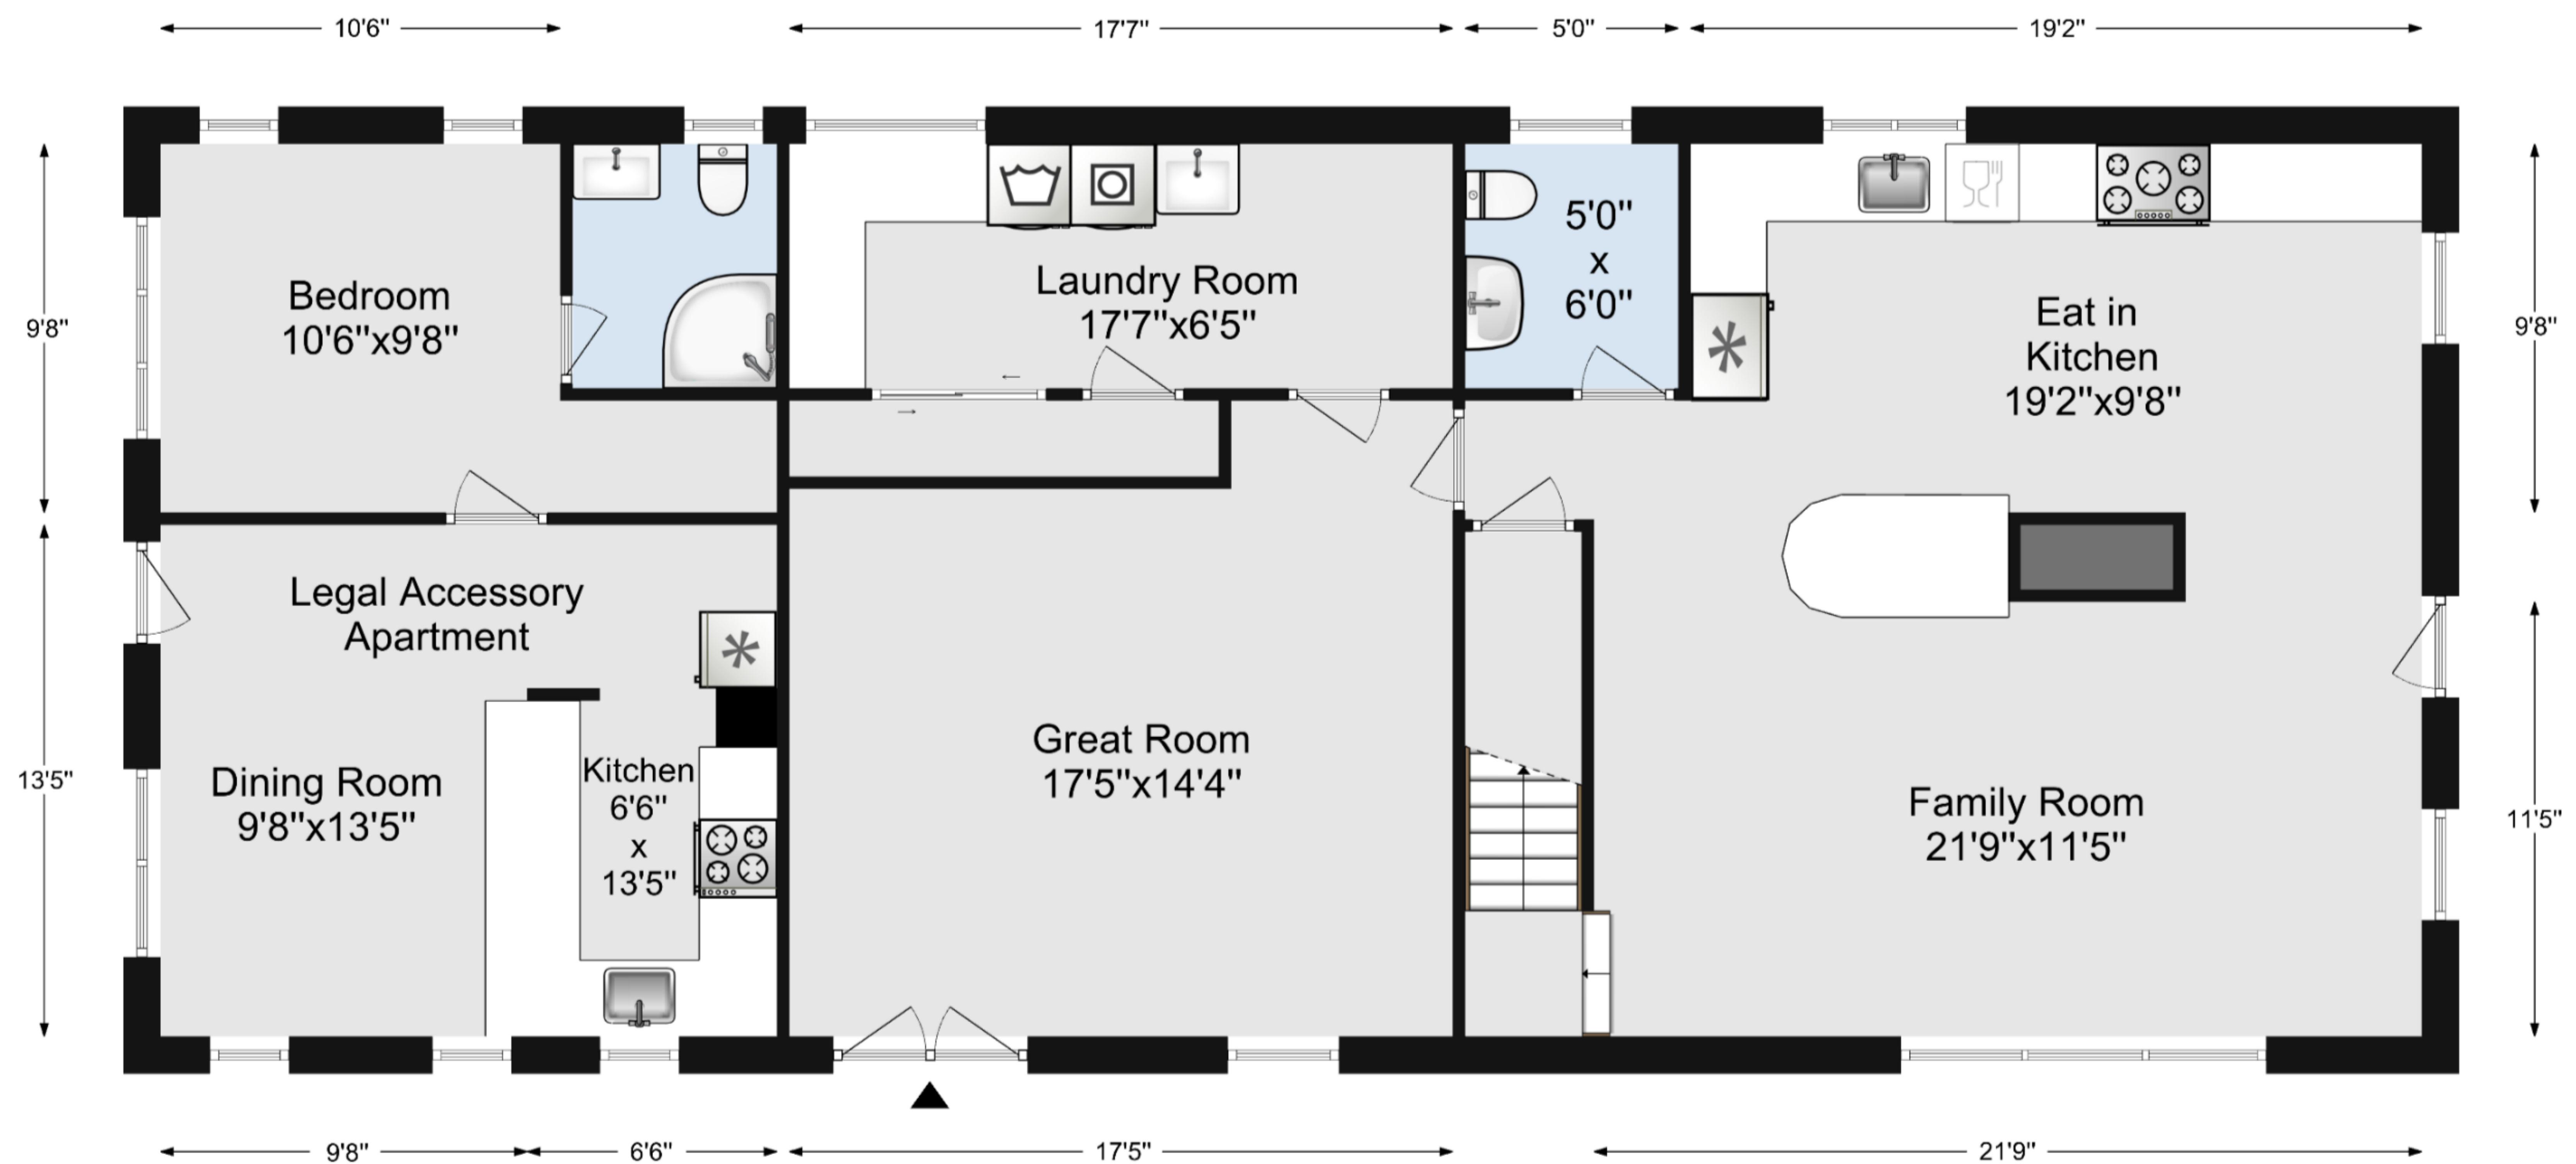 10'6"
17'7"
5'0"
19'2"
9'8"
13'5"
Bedroom
10'6"x9'8"
Laundry Room
17'7"x6'5"
5'0"
x
6'0"
Eat in
Kitchen
19'2"x9'8"
9'8"
11'5"
Legal Accessory
Apartment
Dining Room
9'8"x13'5"
Kitchen
6'6"
x
13'5"
Great Room
17'5"x14'4"
Family Room
21'9"x11'5"
9'8"
6'6"
17'5"
21'9"